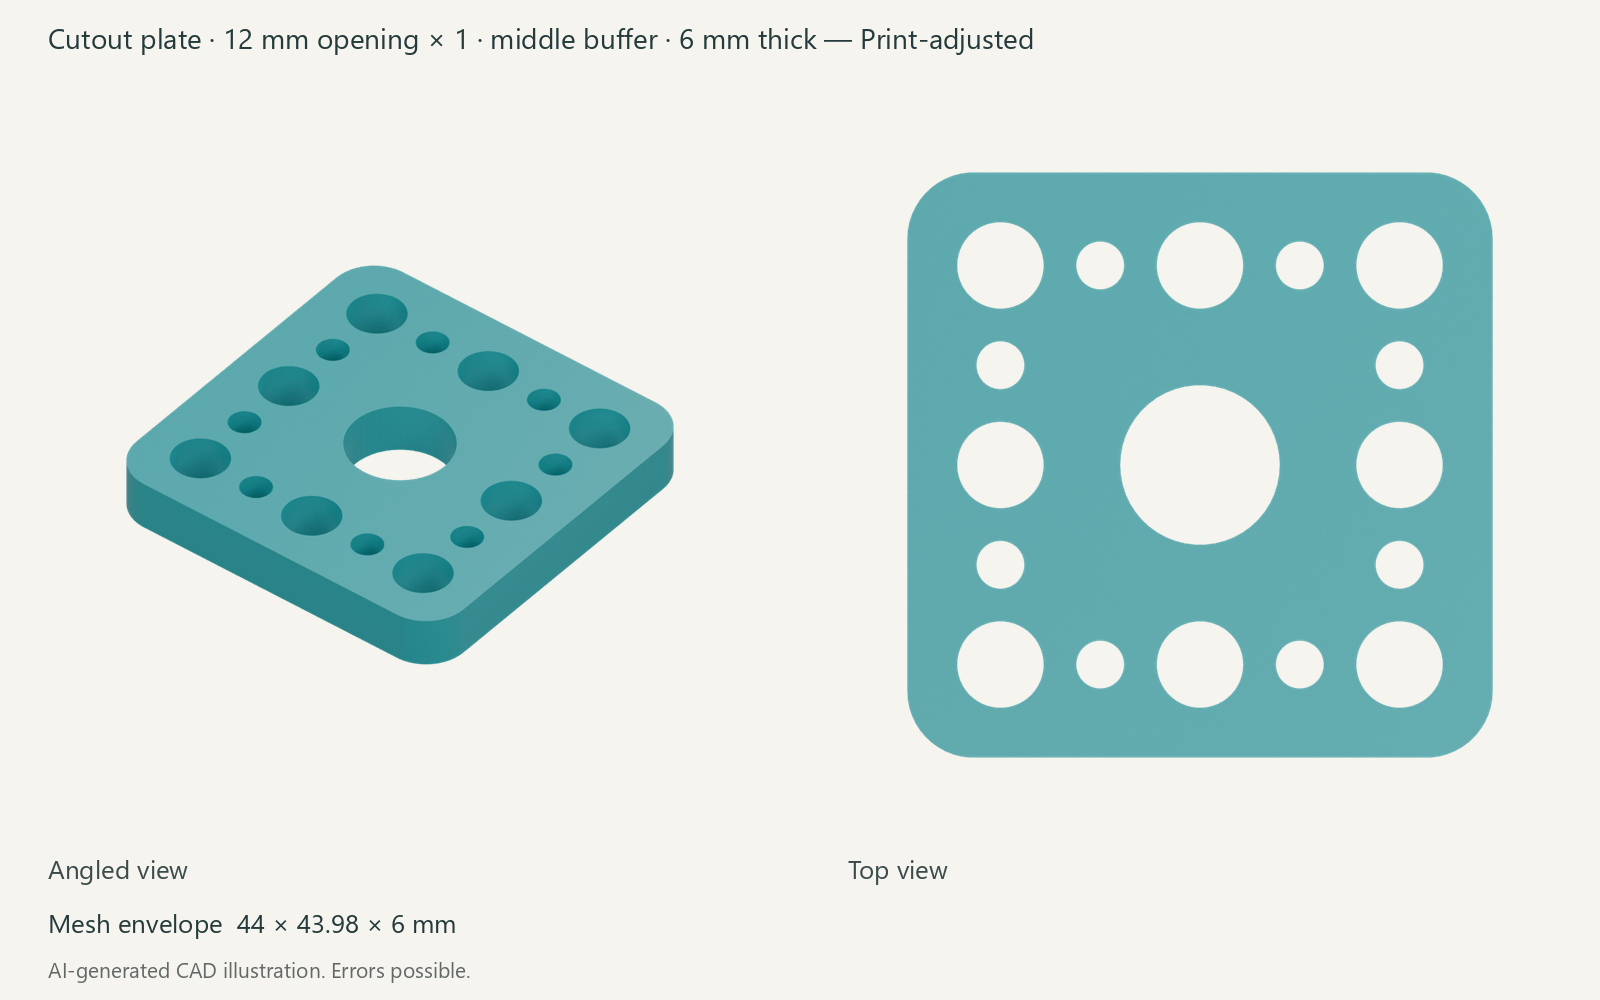 Cutout plate · 12 mm opening × 1 · middle buffer · 6 mm thick — Print-adjusted
Angled view
Top view
Mesh envelope 44 × 43.98 × 6 mm
AI-generated CAD illustration. Errors possible.